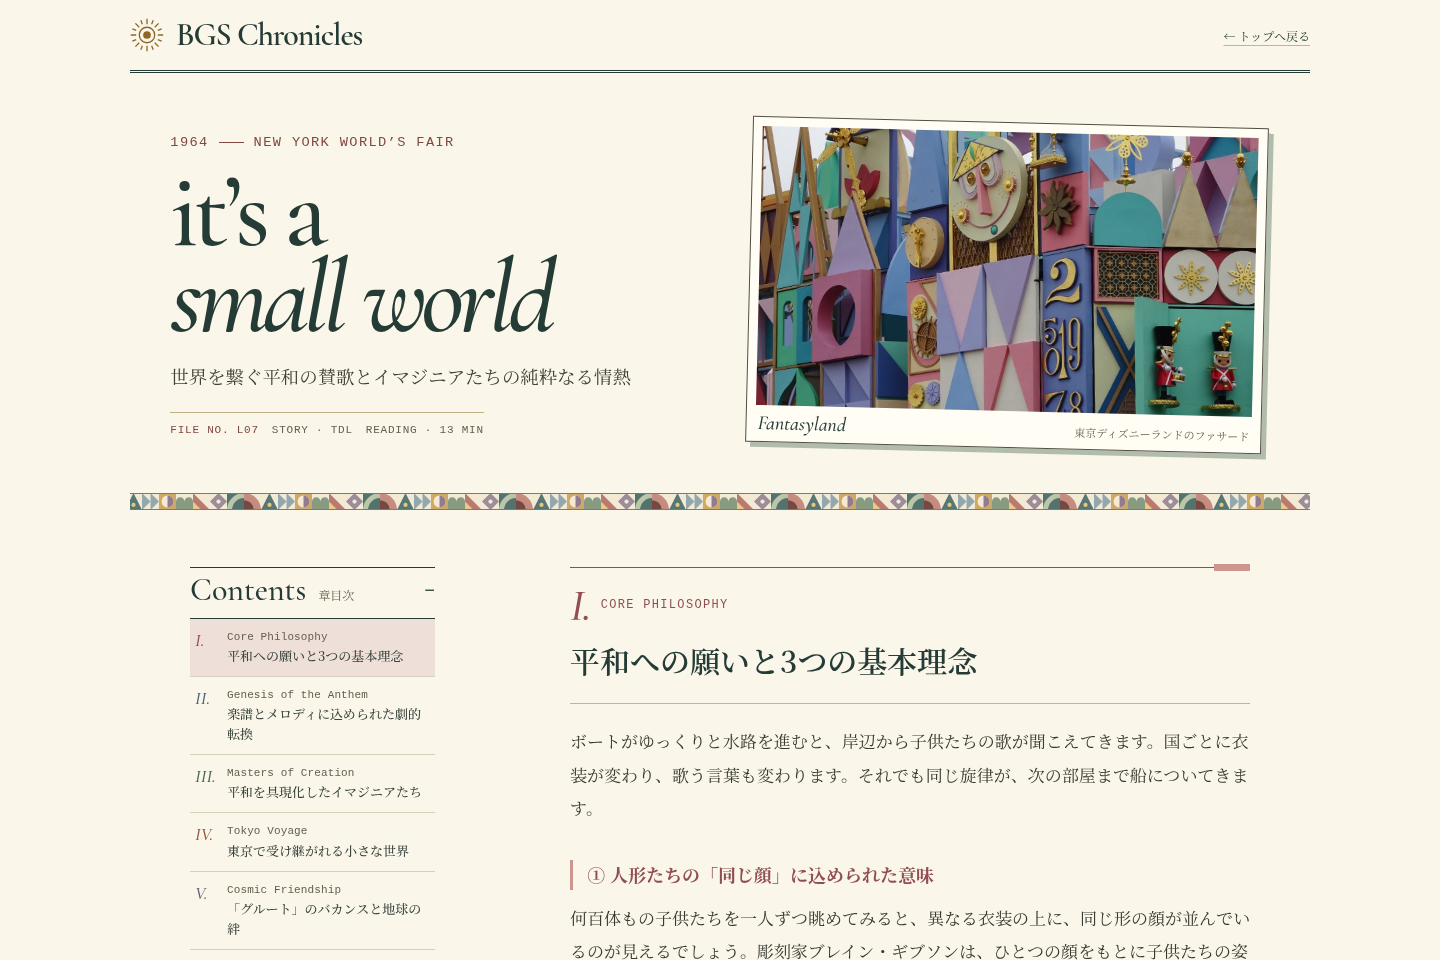 BGS Chronicles
← トップへ戻る
1964 — NEW YORK WORLD’S FAIR
it’s a
small world
世界を繋ぐ平和の賛歌とイマジニアたちの純粋なる情熱
FILE NO. L07 STORY · TDL READING · 13 MIN
2
519
78
Fantasyland
東京ディズニーランドのファサード
Contents 章目次 −
I. Core Philosophy
平和への願いと3つの基本理念
II. Genesis of the Anthem
楽譜とメロディに込められた劇的
転換
III. Masters of Creation
平和を具現化したイマジニアたち
IV. Tokyo Voyage
東京で受け継がれる小さな世界
V. Cosmic Friendship
「グルート」のバカンスと地球の
絆
I. CORE PHILOSOPHY
平和への願いと3つの基本理念
ボートがゆっくりと水路を進むと、岸辺から子供たちの歌が聞こえてきます。国ごとに衣
装が変わり、歌う言葉も変わります。それでも同じ旋律が、次の部屋まで船についてきま
す。
① 人形たちの「同じ顔」に込められた意味
何百体もの子供たちを一人ずつ眺めてみると、異なる衣装の上に、同じ形の顔が並んでい
るのが見えるでしょう。彫刻家ブレイン・ギブソンは、ひとつの顔をもとに子供たちの姿